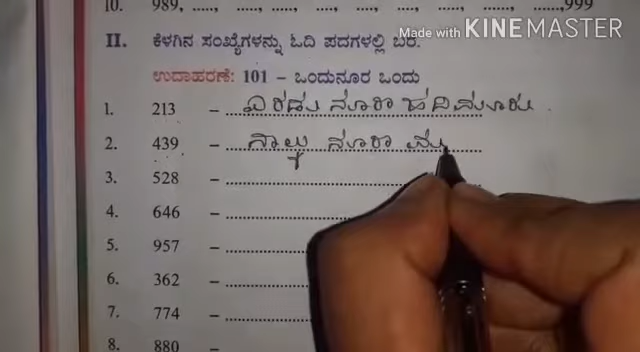 Made with KINEMASTER
10. 989, ......, ......, ......, ......, ......, ......, ......, ......,999
II. ಕೆಳಗಿನ ಸಂಖ್ಯೆಗಳನ್ನು ಓದಿ ಪದಗಳಲ್ಲಿ ಬರೆ.
ಉದಾಹರಣೆ: 101 – ಒಂದುನೂರ ಒಂದು
1. 213 – ಏರಡು ನೂರಾ ಹದಿಮೂರು
2. 439 – ನಾಲ್ಕು ನೂರಾ ಮೂ
3. 528 –
4. 646 –
5. 957 –
6. 362 –
7. 774 –
8. 880 –